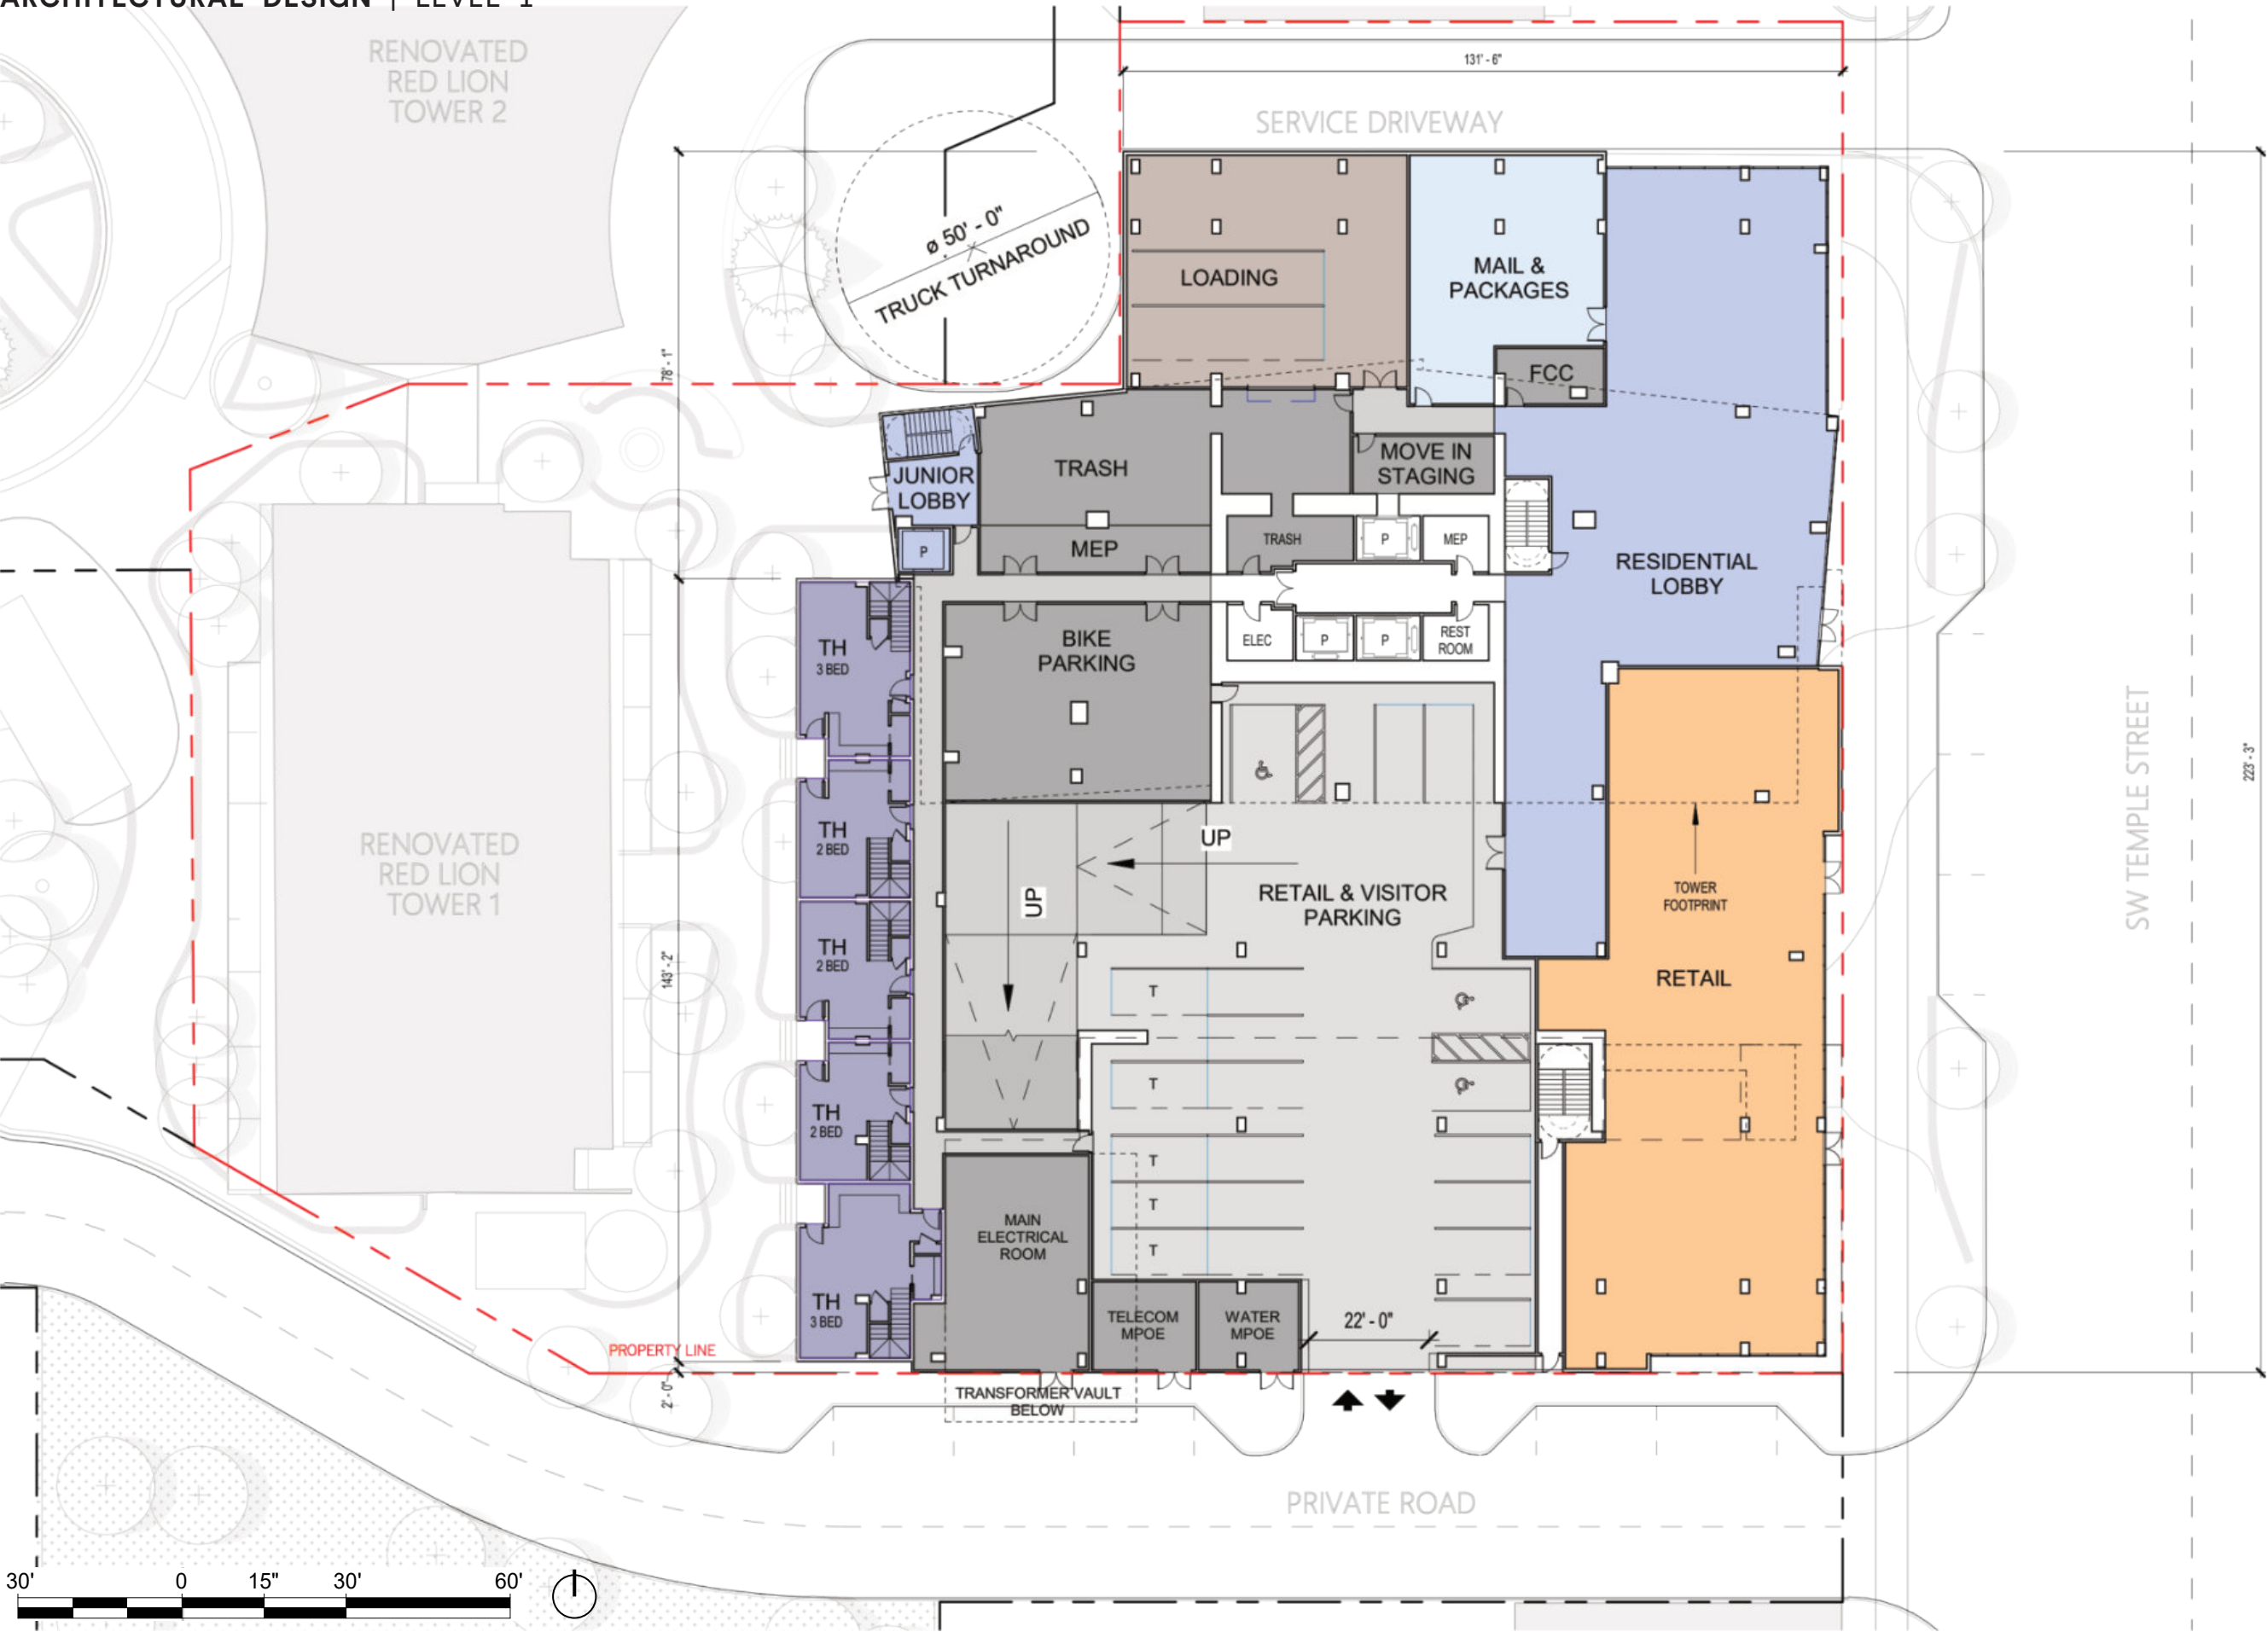 ARCHITECTURAL DESIGN | LEVEL 1
RENOVATED
RED LION
TOWER 2
131' - 6"
SERVICE DRIVEWAY
ø 50' - 0"
TRUCK TURNAROUND
LOADING
MAIL &
PACKAGES
FCC
78' - 1"
JUNIOR
LOBBY
TRASH
MOVE IN
STAGING
P
MEP
TRASH
P
MEP
RESIDENTIAL
LOBBY
TH
3 BED
BIKE
PARKING
ELEC
P
P
REST
ROOM
SW TEMPLE STREET
223' - 3"
RENOVATED
RED LION
TOWER 1
TH
2 BED
UP
UP
RETAIL & VISITOR
PARKING
TOWER
FOOTPRINT
TH
2 BED
143' - 2"
RETAIL
T
T
TH
2 BED
T
T
T
MAIN
ELECTRICAL
ROOM
TH
3 BED
TELECOM
MPOE
WATER
MPOE
22' - 0"
PROPERTY LINE
2' - 0"
TRANSFORMER VAULT
BELOW
PRIVATE ROAD
30'
0
15"
30'
60'